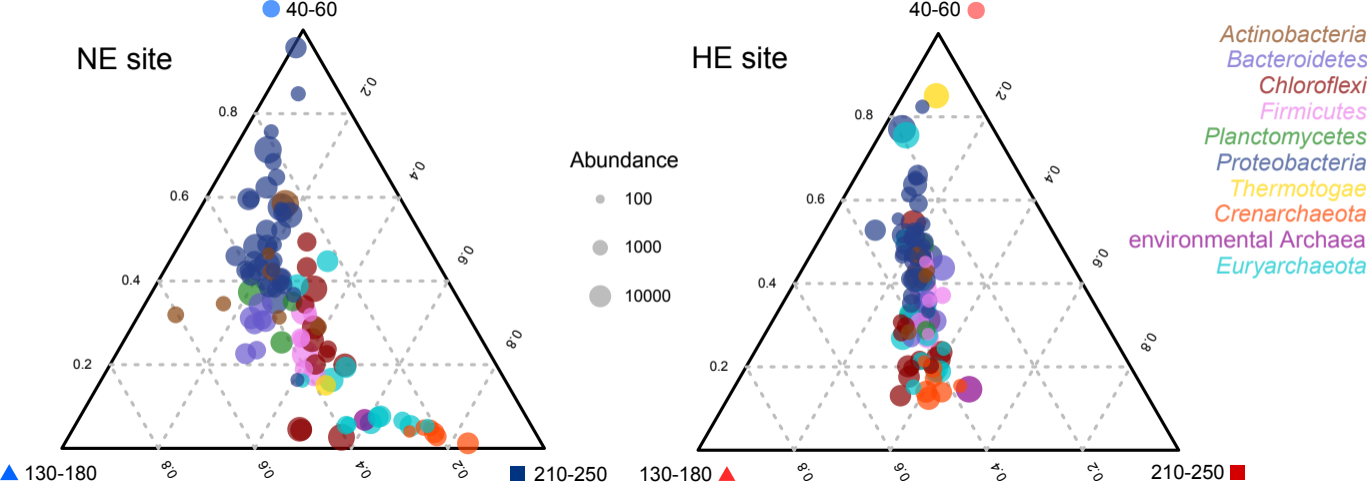 40-60
NE site
0.2
0.8
0.4
0.6
0.6
0.4
0.8
0.2
0.8
0.6
0.4
0.2
130-180
210-250
Abundance
100
1000
10000
40-60
HE site
0.2
0.8
0.4
0.6
0.6
0.4
0.8
0.2
0.8
0.6
0.4
0.2
130-180
210-250
Actinobacteria
Bacteroidetes
Chloroflexi
Firmicutes
Planctomycetes
Proteobacteria
Thermotogae
Crenarchaeota
environmental Archaea
Euryarchaeota